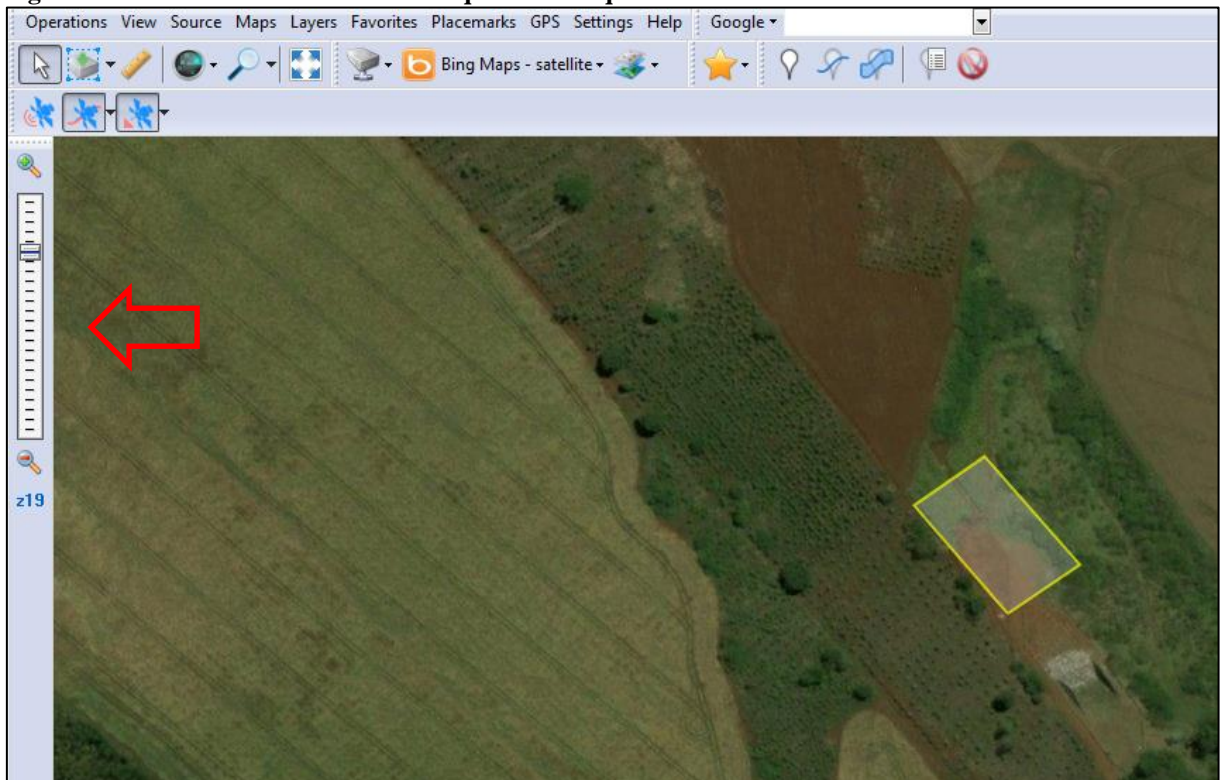 Operations View Source Maps Layers Favorites Placemarks GPS Settings Help Google
Bing Maps - satellite
z19